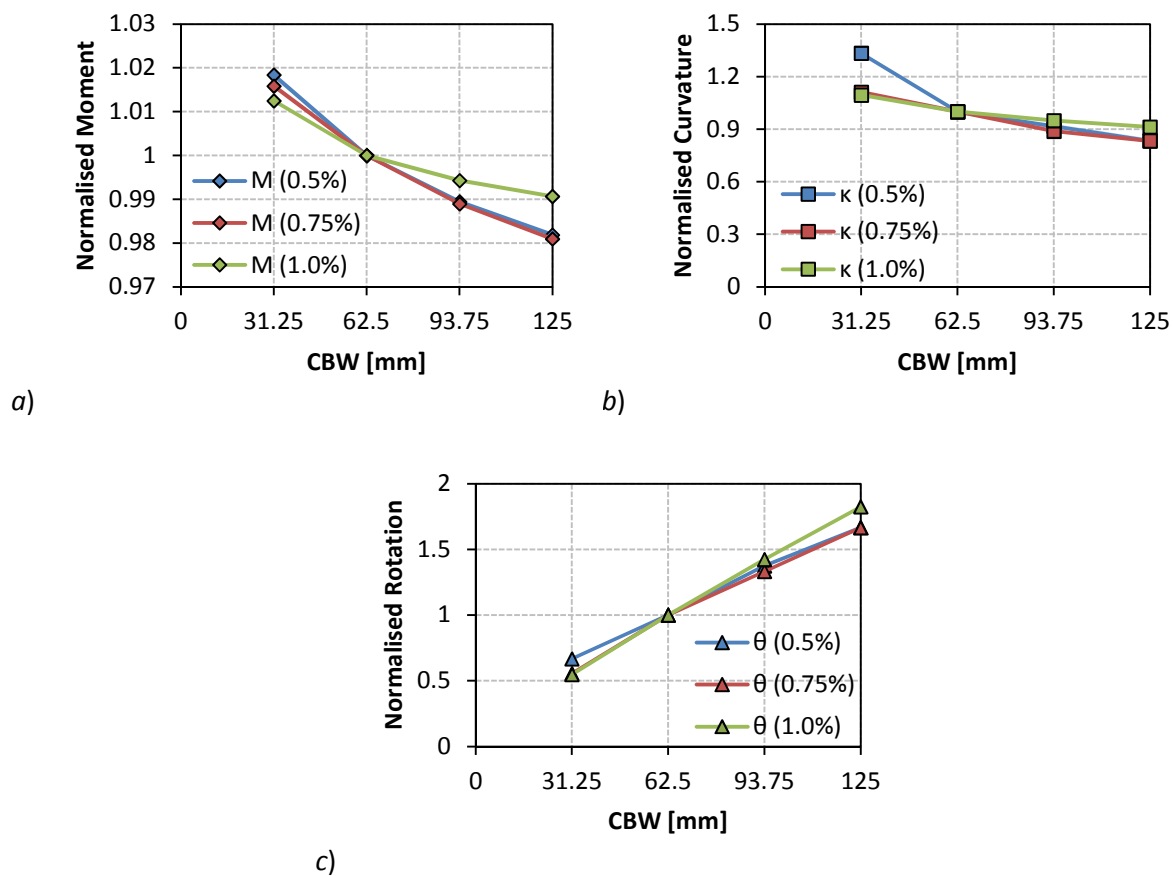 Normalised Moment
1.03
1.02
1.01
1
0.99
0.98
0.97
M (0.5%)
M (0.75%)
M (1.0%)
0 31.25 62.5 93.75 125
CBW [mm]
a)
Normalised Curvature
1.5
1.2
0.9
0.6
0.3
0
κ (0.5%)
κ (0.75%)
κ (1.0%)
0 31.25 62.5 93.75 125
CBW [mm]
b)
Normalised Rotation
2
1.5
1
0.5
0
θ (0.5%)
θ (0.75%)
θ (1.0%)
0 31.25 62.5 93.75 125
CBW [mm]
c)